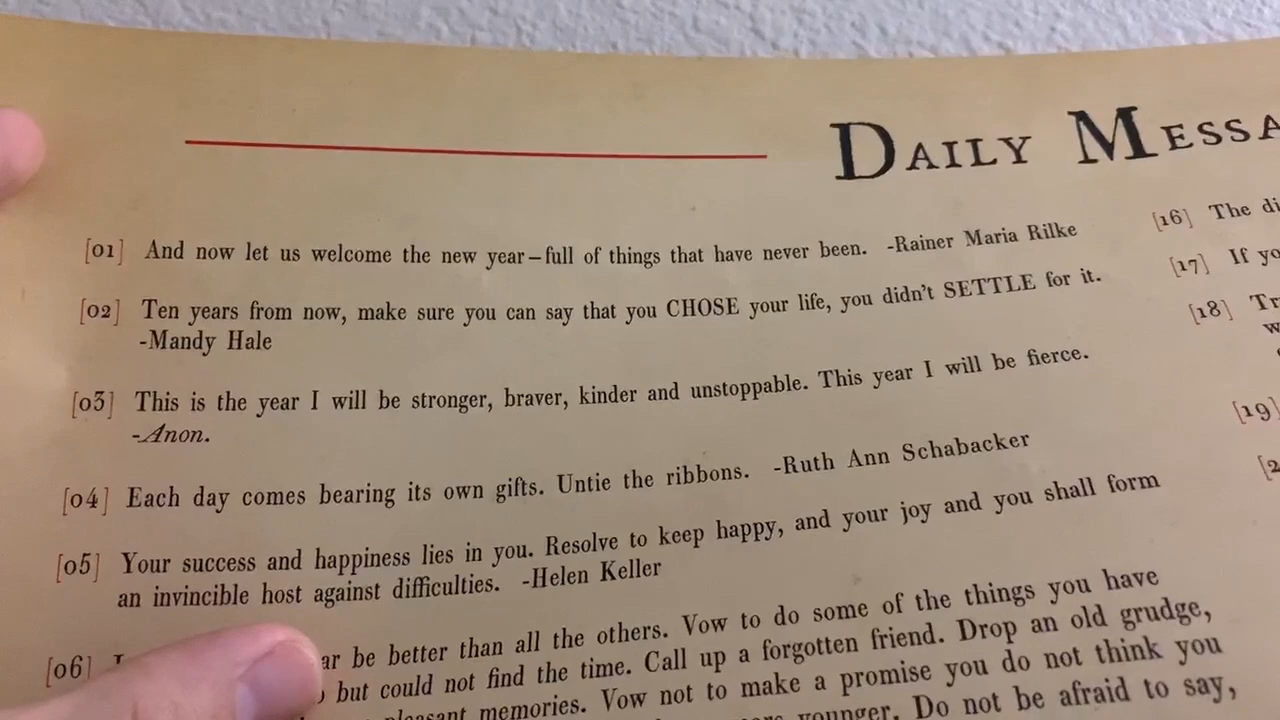 DAILY MESSA
[01] And now let us welcome the new year—full of things that have never been. -Rainer Maria Rilke
[02] Ten years from now, make sure you can say that you CHOSE your life, you didn't SETTLE for it.
-Mandy Hale
[03] This is the year I will be stronger, braver, kinder and unstoppable. This year I will be fierce.
-Anon.
[04] Each day comes bearing its own gifts. Untie the ribbons. -Ruth Ann Schabacker
[05] Your success and happiness lies in you. Resolve to keep happy, and your joy and you shall form
an invincible host against difficulties. -Helen Keller
[06] be better than all the others. Vow to do some of the things you have
but could not find the time. Call up a forgotten friend. Drop an old grudge,
memories. Vow not to make a promise you do not think you
younger. Do not be afraid to say,
[16] The
[17] If
[18]
[19]